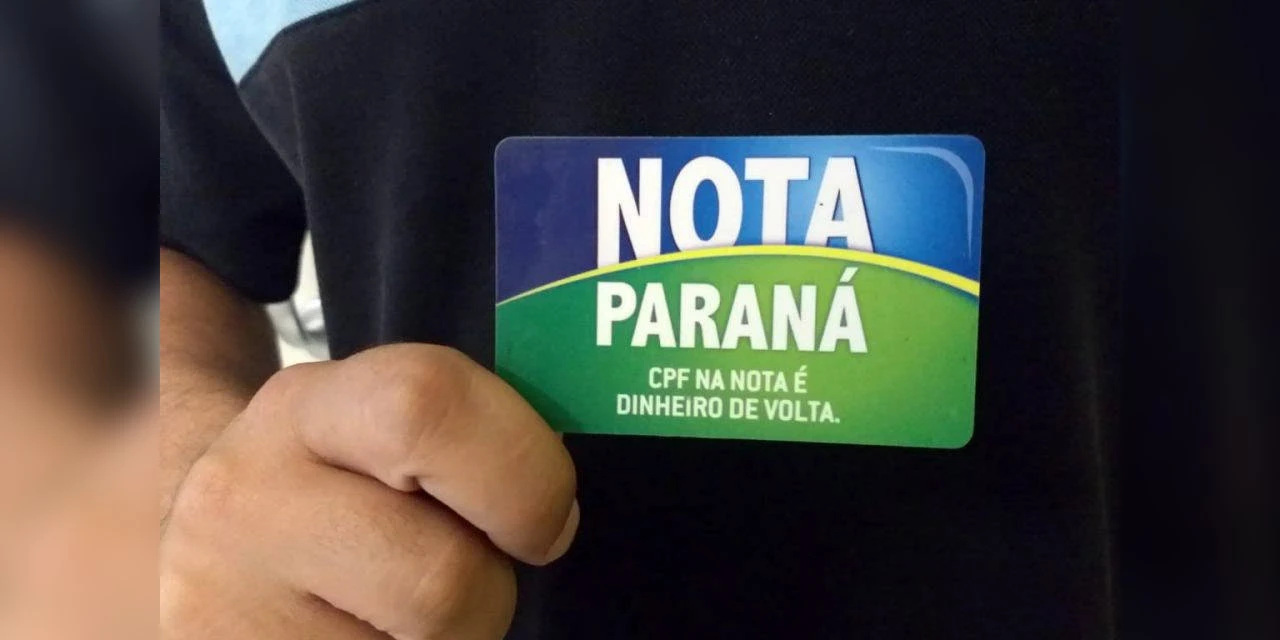 NOTA
PARANÁ
CPF NA NOTA É
DINHEIRO DE VOLTA.